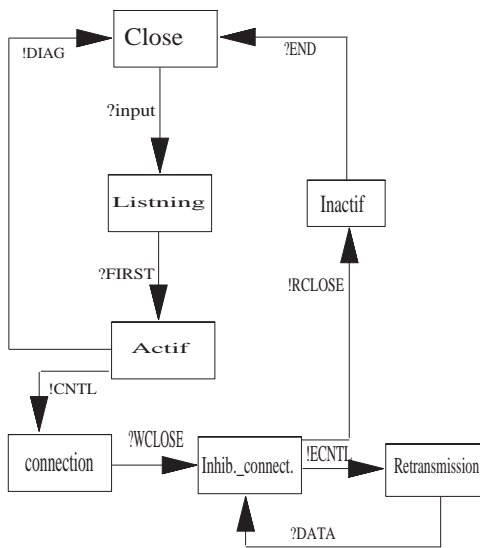 Close
!DIAG
?END
?input
Listning
Inactif
?FIRST
!RCLOSE
Actif
!CNTL
?WCLOSE
connection
Inhib._connect.
!ECNTL
Retransmission
?DATA